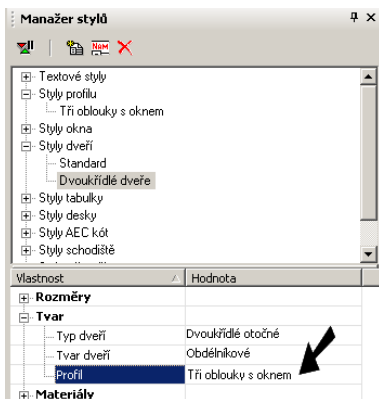 Manažer stylů
Textové styly
Styly profilu
Tři oblouky s oknem
Styly okna
Styly dveří
Standard
Dvoukřídlé dveře
Styly tabulky
Styly desky
Styly AEC kót
Styly schodiště
Vlastnost Hodnota
Rozměry
Tvar
Typ dveří Dvoukřídlé otočné
Tvar dveří Obdélníkové
Profil Tři oblouky s oknem
Materiály